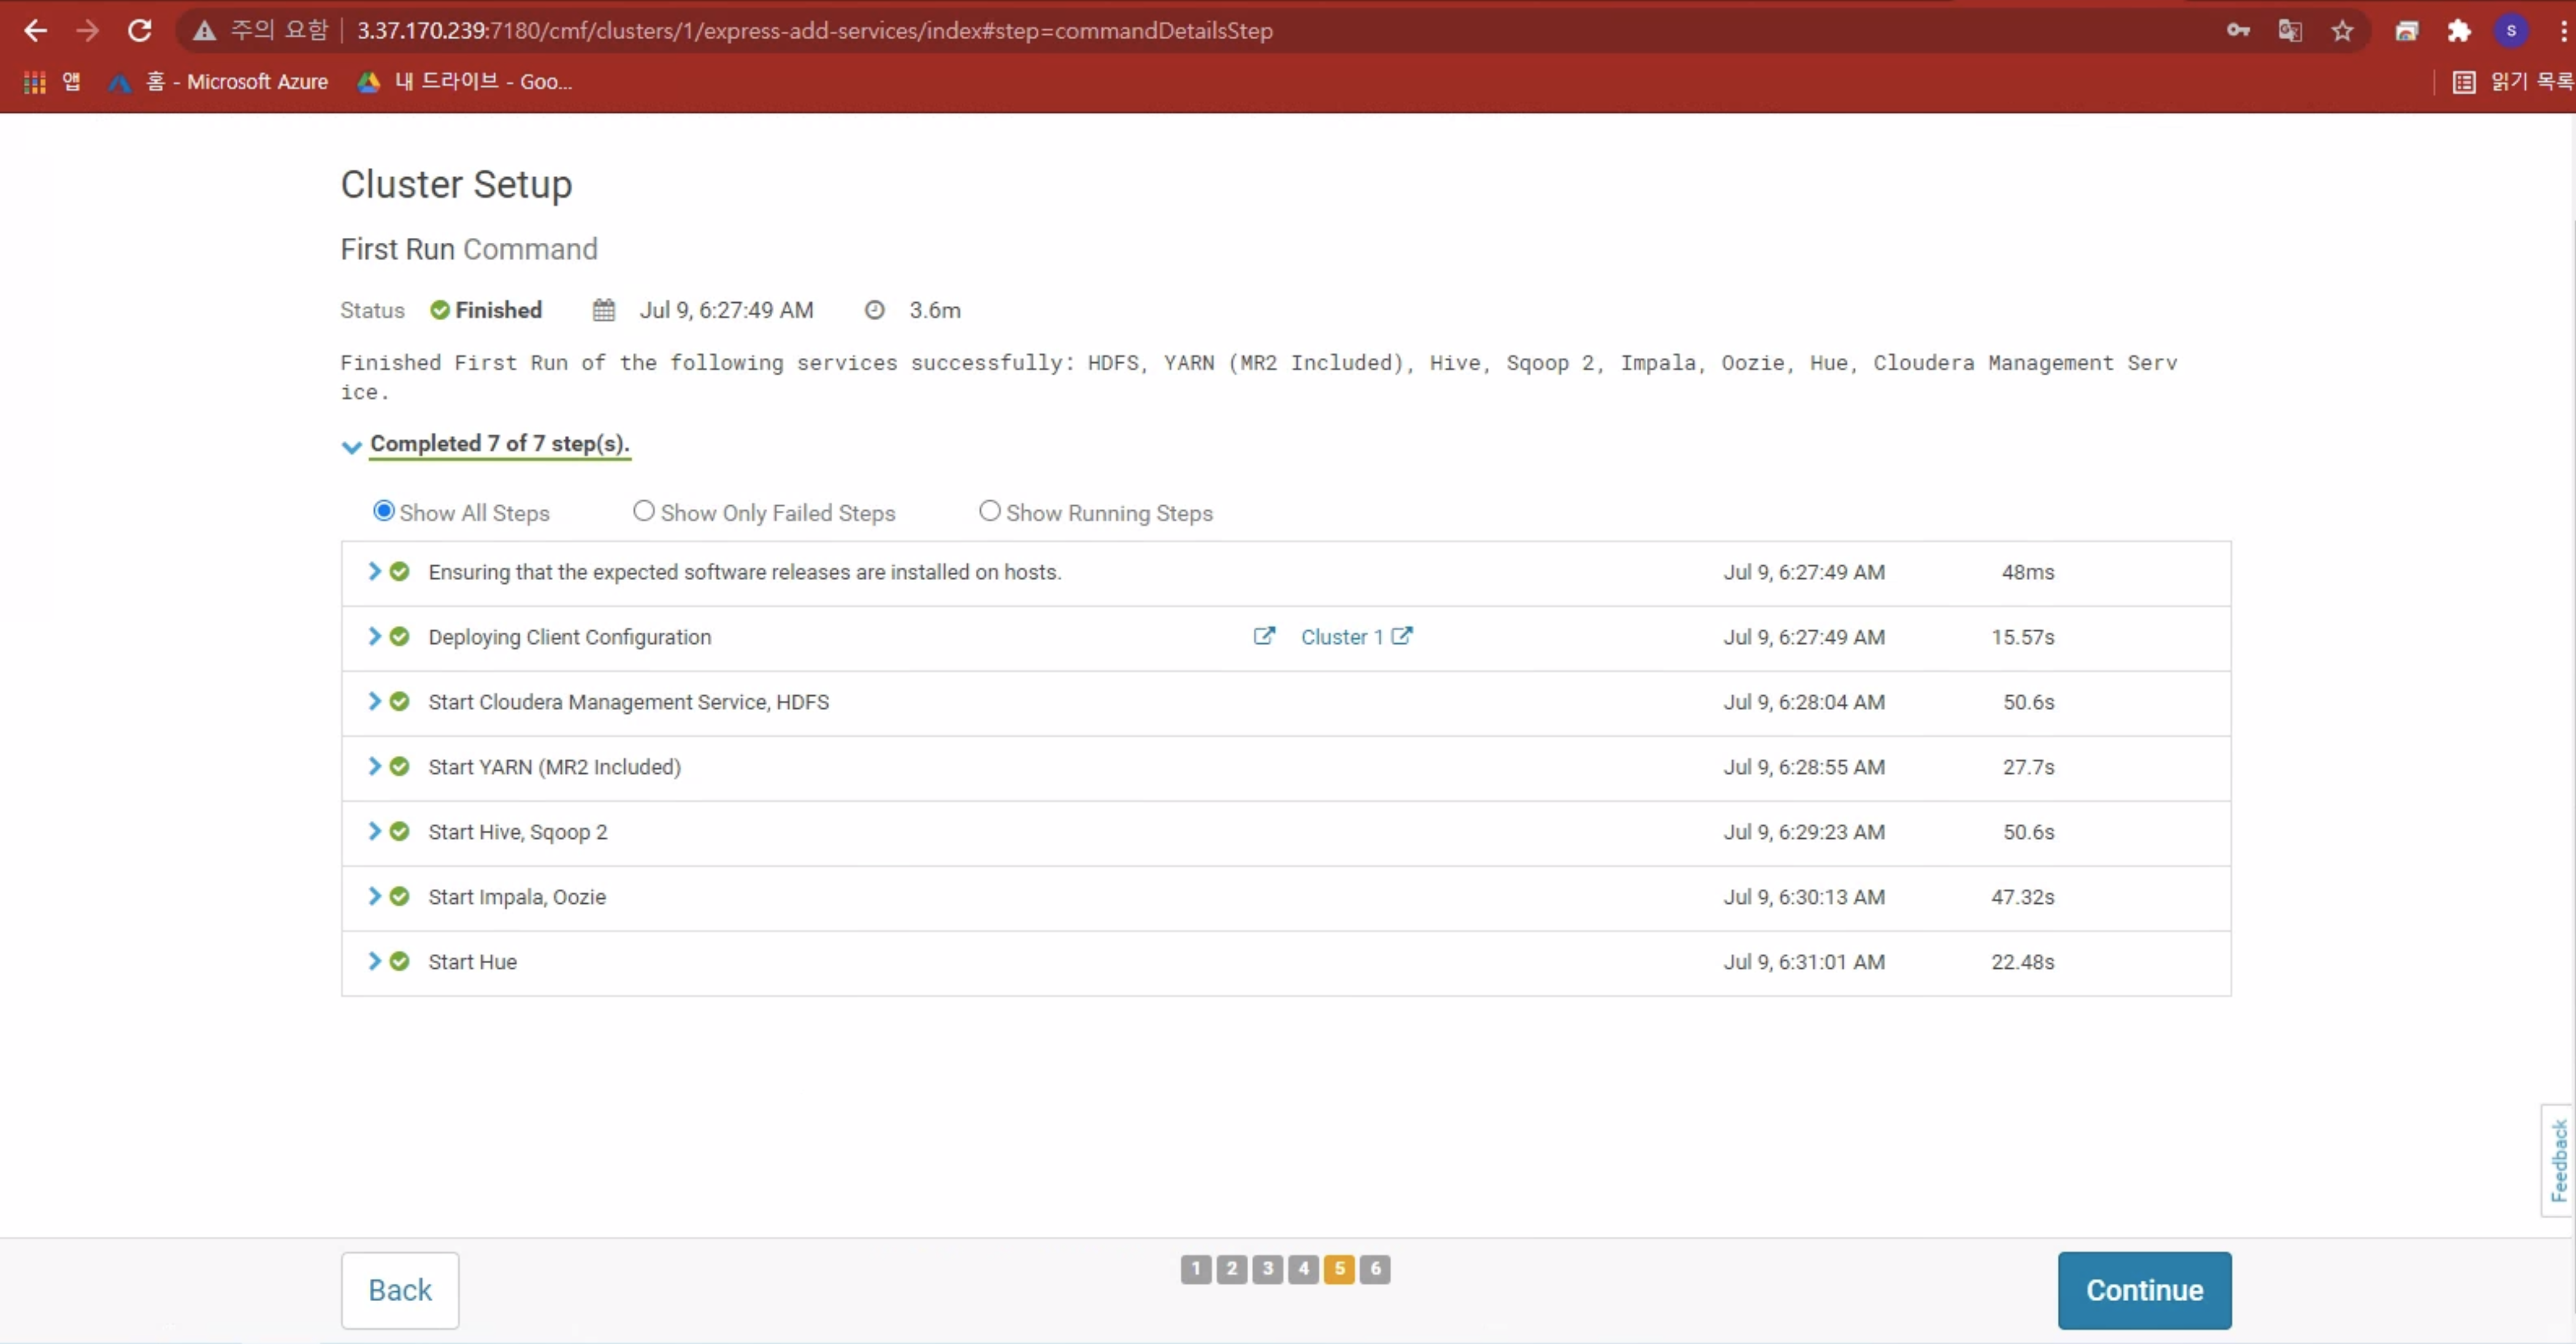 주의 요함 3.37.170.239:7180/cmf/clusters/1/express-add-services/index#step=commandDetailsStep S
앱 홈 - Microsoft Azure 내 드라이브 - Goo... 읽기 목록
Cluster Setup
First Run Command
Status Finished Jul 9, 6:27:49 AM 3.6m
Finished First Run of the following services successfully: HDFS, YARN (MR2 Included), Hive, Sqoop 2, Impala, Oozie, Hue, Cloudera Management Serv
ice.
Completed 7 of 7 step(s).
Show All Steps Show Only Failed Steps Show Running Steps
Ensuring that the expected software releases are installed on hosts. Jul 9, 6:27:49 AM 48ms
Deploying Client Configuration Cluster 1 Jul 9, 6:27:49 AM 15.57s
Start Cloudera Management Service, HDFS Jul 9, 6:28:04 AM 50.6s
Start YARN (MR2 Included) Jul 9, 6:28:55 AM 27.7s
Start Hive, Sqoop 2 Jul 9, 6:29:23 AM 50.6s
Start Impala, Oozie Jul 9, 6:30:13 AM 47.32s
Start Hue Jul 9, 6:31:01 AM 22.48s
Feedback
Back 1 2 3 4 5 6 Continue